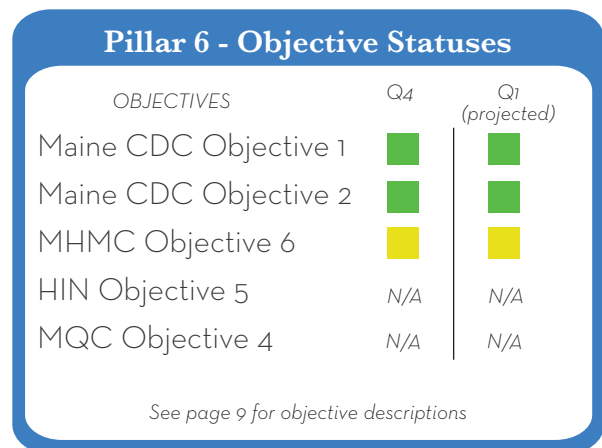 Pillar 6 - Objective Statuses
OBJECTIVES Q4 Q1 (projected)
Maine CDC Objective 1
Maine CDC Objective 2
MHMC Objective 6
HIN Objective 5 N/A N/A
MQC Objective 4 N/A N/A
See page 9 for objective descriptions